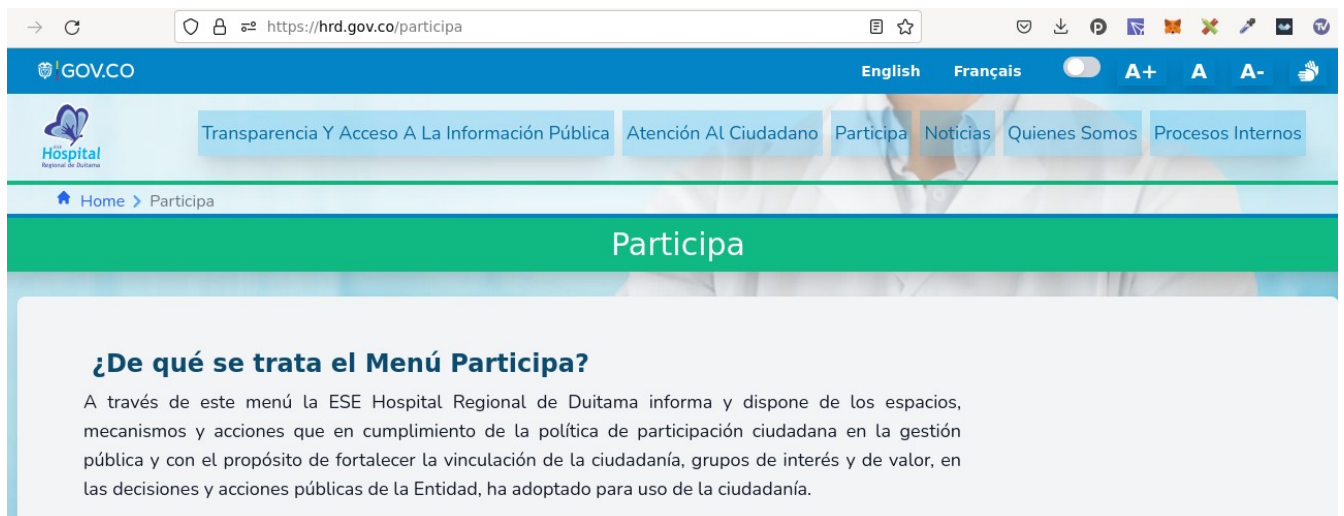 https://hrd.gov.co/participa
GOV.CO
English Français A+ A A-
Transparencia Y Acceso A La Información Pública Atención Al Ciudadano Participa Noticias Quienes Somos Procesos Internos
ESE
Hospital
Regional de Duitama
Home > Participa
Participa
¿De qué se trata el Menú Participa?
A través de este menú la ESE Hospital Regional de Duitama informa y dispone de los espacios,
mecanismos y acciones que en cumplimiento de la política de participación ciudadana en la gestión
pública y con el propósito de fortalecer la vinculación de la ciudadanía, grupos de interés y de valor, en
las decisiones y acciones públicas de la Entidad, ha adoptado para uso de la ciudadanía.